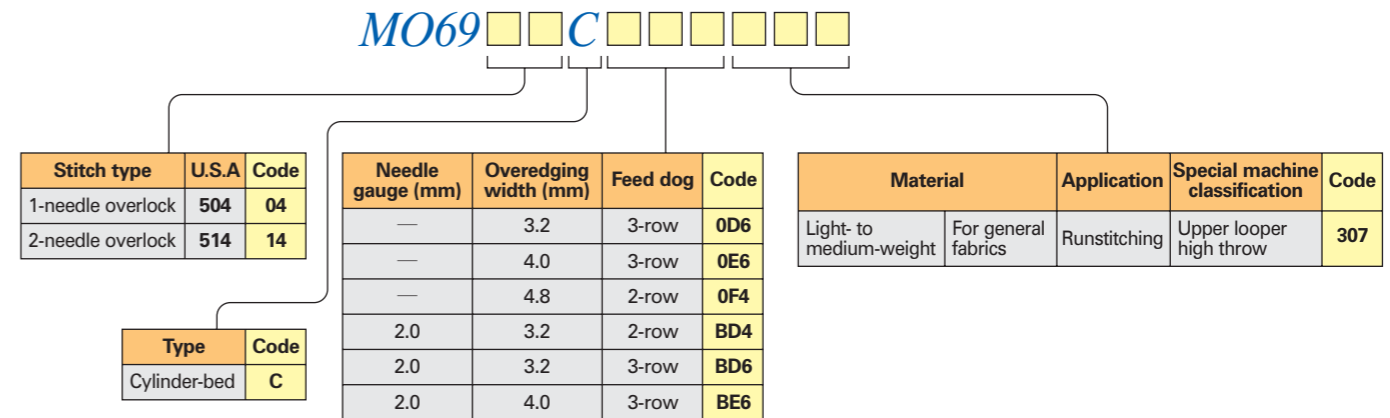 MO69 C
Stitch type U.S.A Code
1-needle overlock 504 04
2-needle overlock 514 14
Type Code
Cylinder-bed C
Needle gauge (mm) Overedging width (mm) Feed dog Code
— 3.2 3-row 0D6
— 4.0 3-row 0E6
— 4.8 2-row 0F4
2.0 3.2 2-row BD4
2.0 3.2 3-row BD6
2.0 4.0 3-row BE6
Material Application Special machine classification Code
Light- to medium-weight For general fabrics Runstitching Upper looper high throw 307